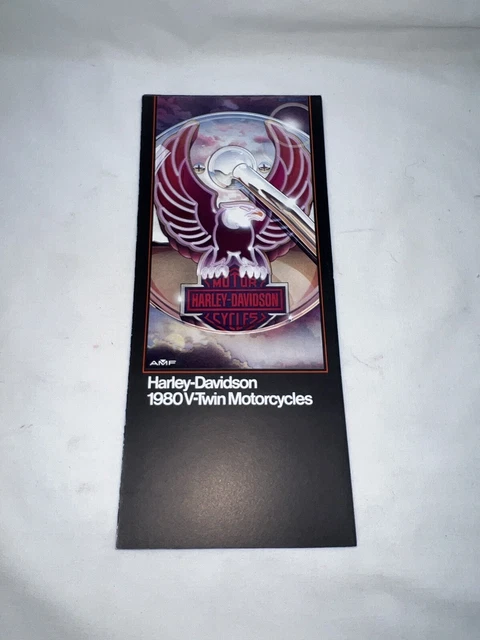 MOTOR
HARLEY-DAVIDSON
CYCLES
AMF
Harley-Davidson
1980 V-Twin Motorcycles